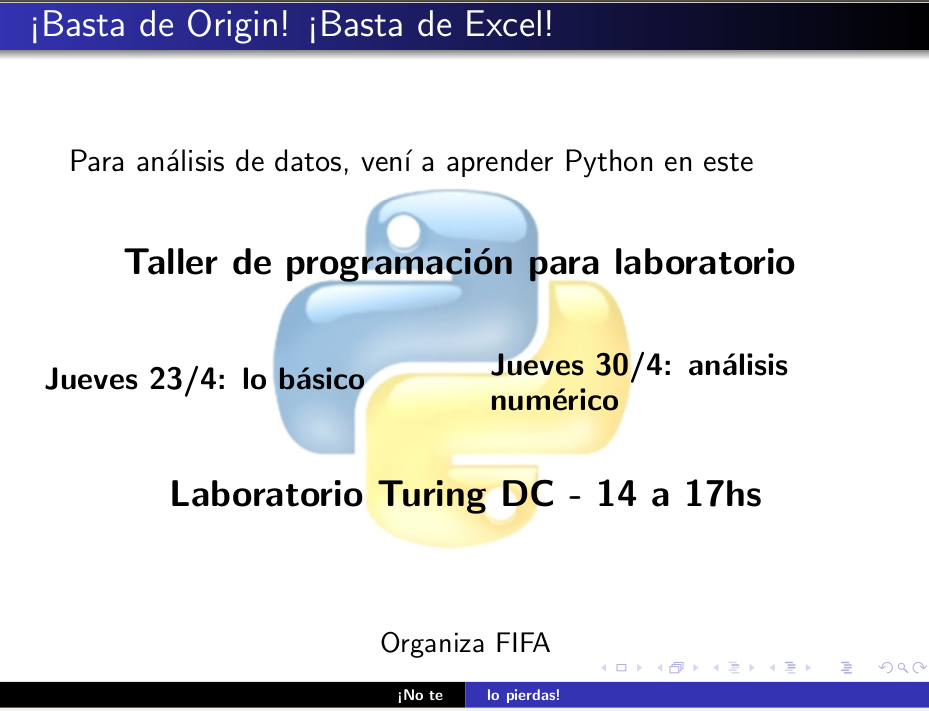 ¡Basta de Origin! ¡Basta de Excel!
Para análisis de datos, vení a aprender Python en este
Taller de programación para laboratorio
Jueves 23/4: lo básico
Jueves 30/4: análisis
numérico
Laboratorio Turing DC - 14 a 17hs
Organiza FIFA
¡No te lo pierdas!